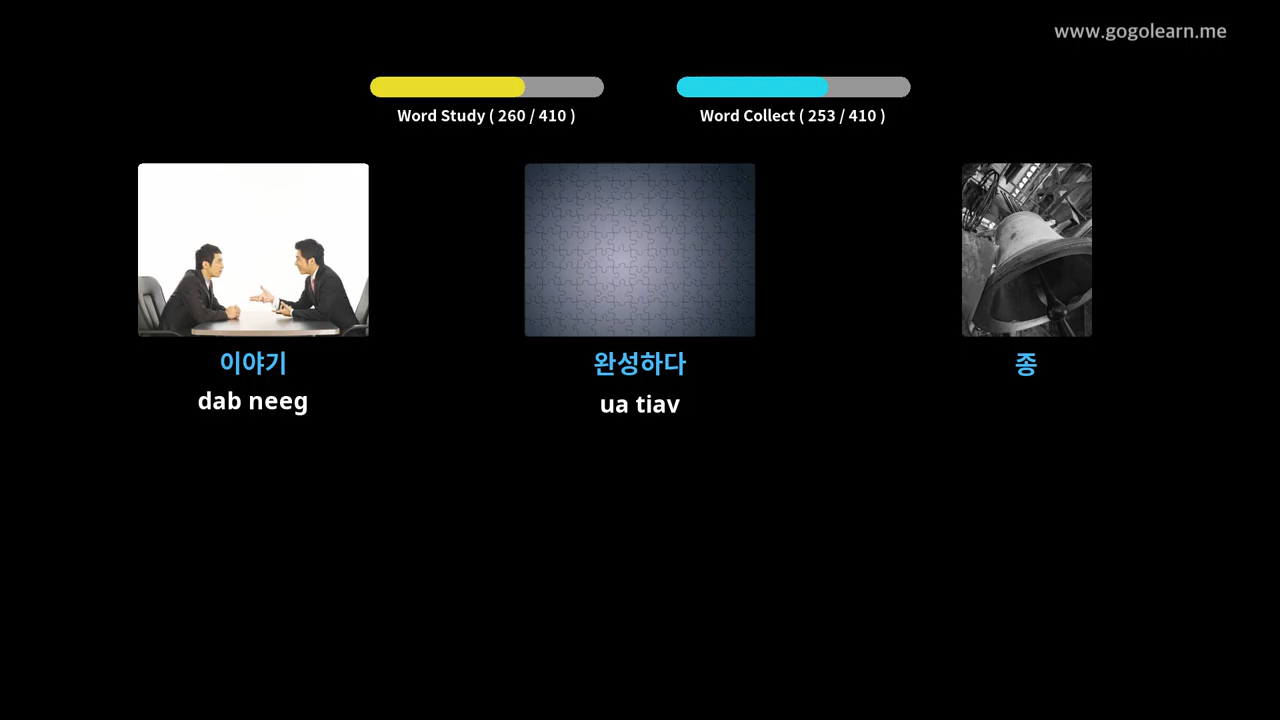 www.gogolearn.me
Word Study ( 260 / 410 )
Word Collect ( 253 / 410 )
이야기
dab neeg
완성하다
ua tiav
종